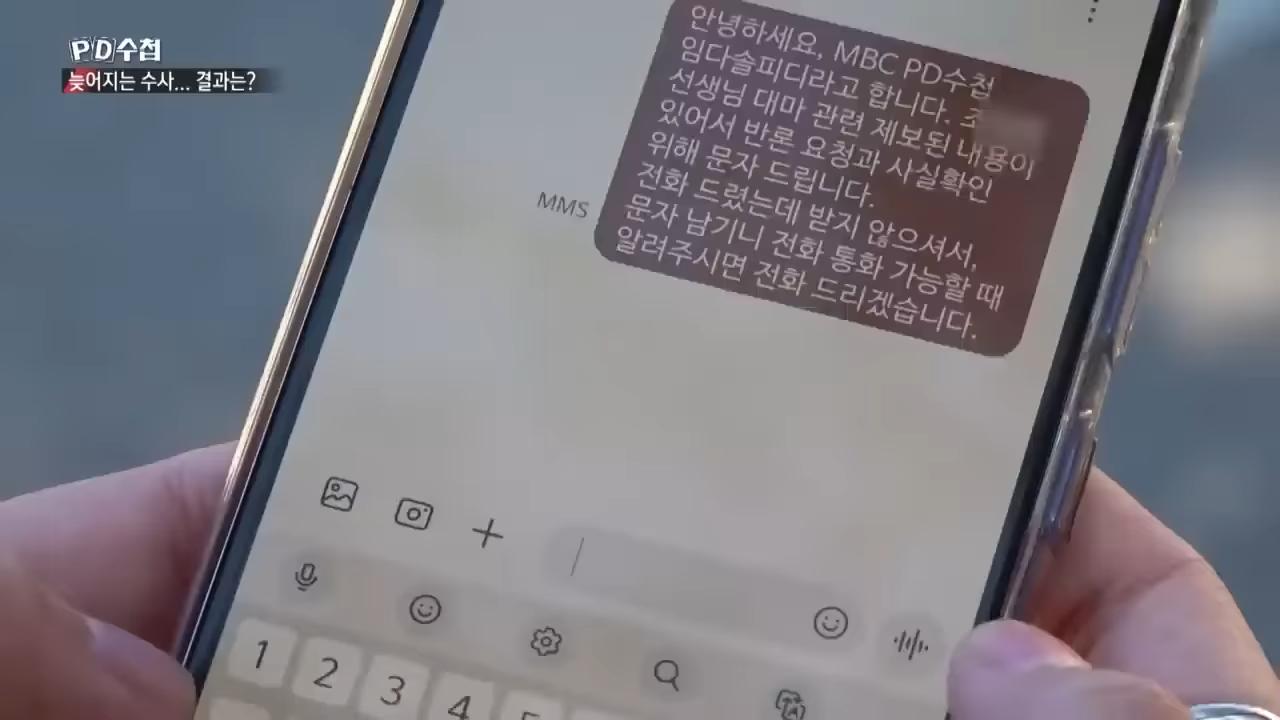 PD수첩
늦어지는 수사... 결과는?
안녕하세요, MBC PD수첩
임다솔피디라고 합니다.
선생님 대마 관련 제보된 내용이
있어서 반론 요청과 사실확인
위해 문자 드립니다.
전화 드렸는데 받지 않으셔서,
문자 남기니 전화 통화 가능할 때
알려주시면 전화 드리겠습니다.
MMS
1 2 3 4